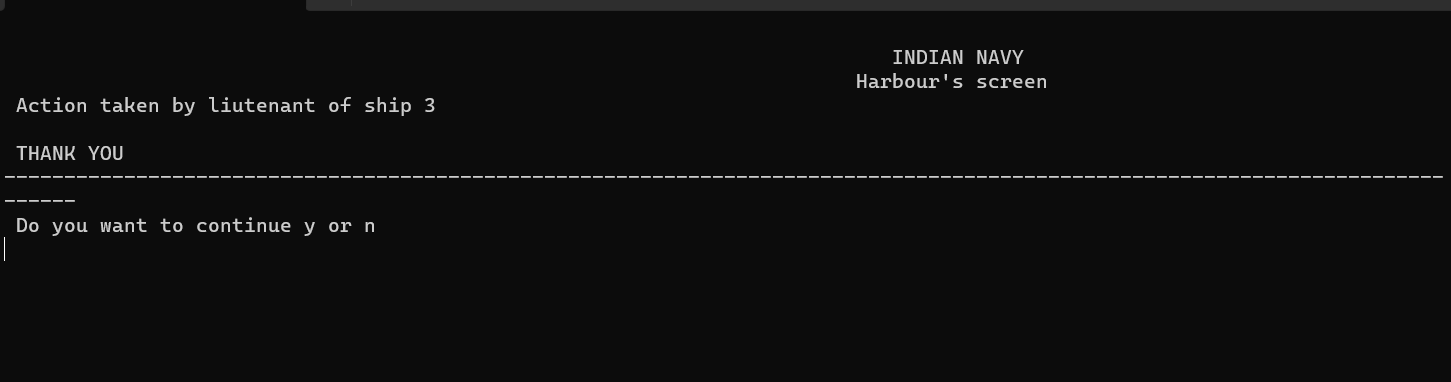 INDIAN NAVY
Harbour's screen
Action taken by liutenant of ship 3
THANK YOU
------------------------------------------------------------------------------------------------------------------------
------
Do you want to continue y or n